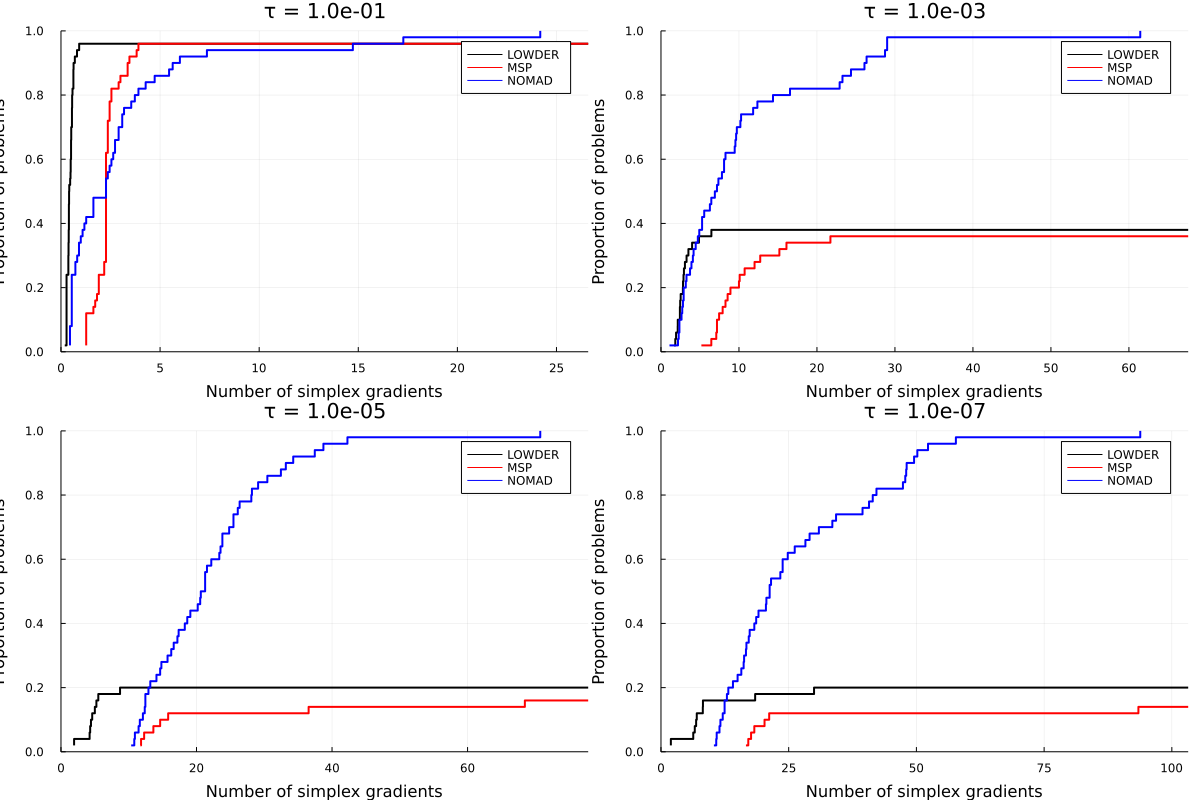 τ = 1.0e-01
Proportion of problems
1.0
0.8
0.6
0.4
0.2
0.0
LOWDER
MSP
NOMAD
0 5 10 15 20 25
Number of simplex gradients
τ = 1.0e-03
Proportion of problems
1.0
0.8
0.6
0.4
0.2
0.0
LOWDER
MSP
NOMAD
0 10 20 30 40 50 60
Number of simplex gradients
τ = 1.0e-05
Proportion of problems
1.0
0.8
0.6
0.4
0.2
0.0
LOWDER
MSP
NOMAD
0 20 40 60
Number of simplex gradients
τ = 1.0e-07
Proportion of problems
1.0
0.8
0.6
0.4
0.2
0.0
LOWDER
MSP
NOMAD
0 25 50 75 100
Number of simplex gradients